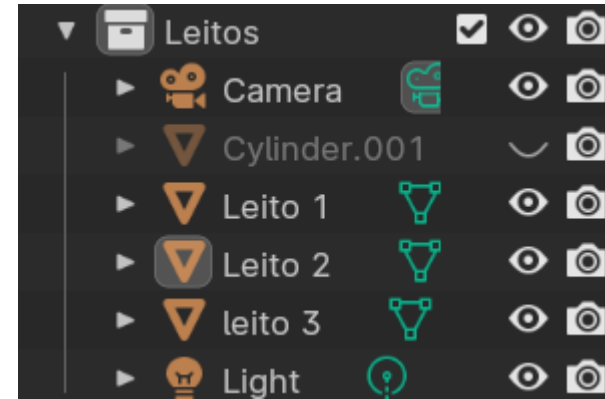 Leitos
Camera
Cylinder.001
Leito 1
Leito 2
leito 3
Light